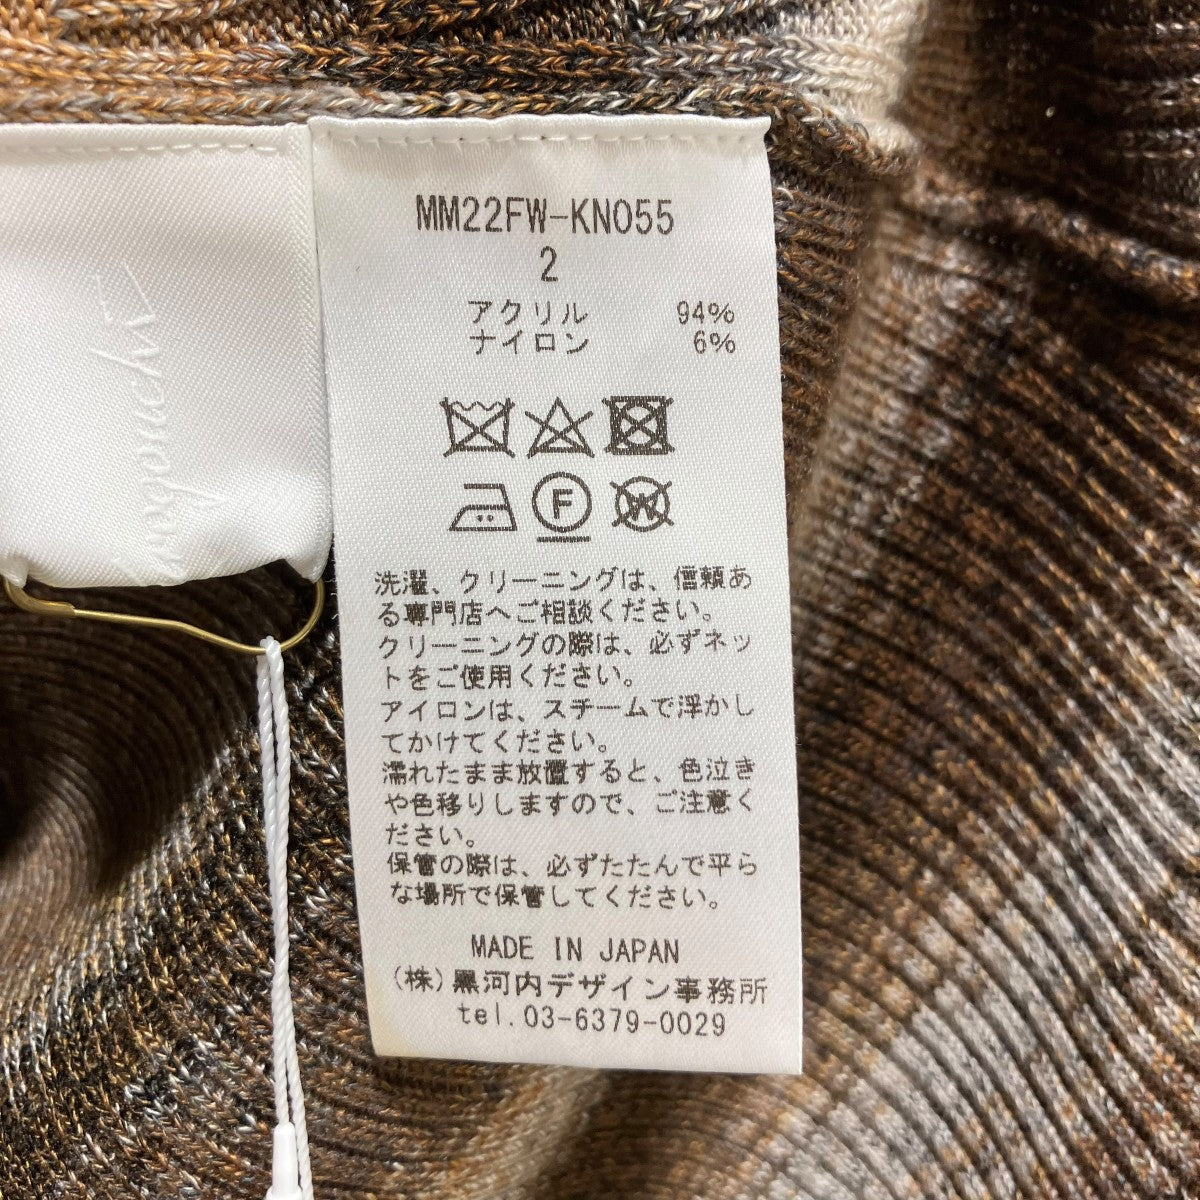 MM22FW-KN055
2
アクリル 94%
ナイロン 6%
F
W
洗濯、クリーニングは、信頼あ
る専門店へご相談ください。
クリーニングの際は、必ずネッ
トをご使用ください。
アイロンは、スチームで浮かし
てかけてください。
濡れたまま放置すると、色泣き
や色移りしますので、ご注意く
ださい。
保管の際は、必ずたたんで平ら
な場所で保管してください。
MADE IN JAPAN
(株)黒河内デザイン事務所
tel.03-6379-0029